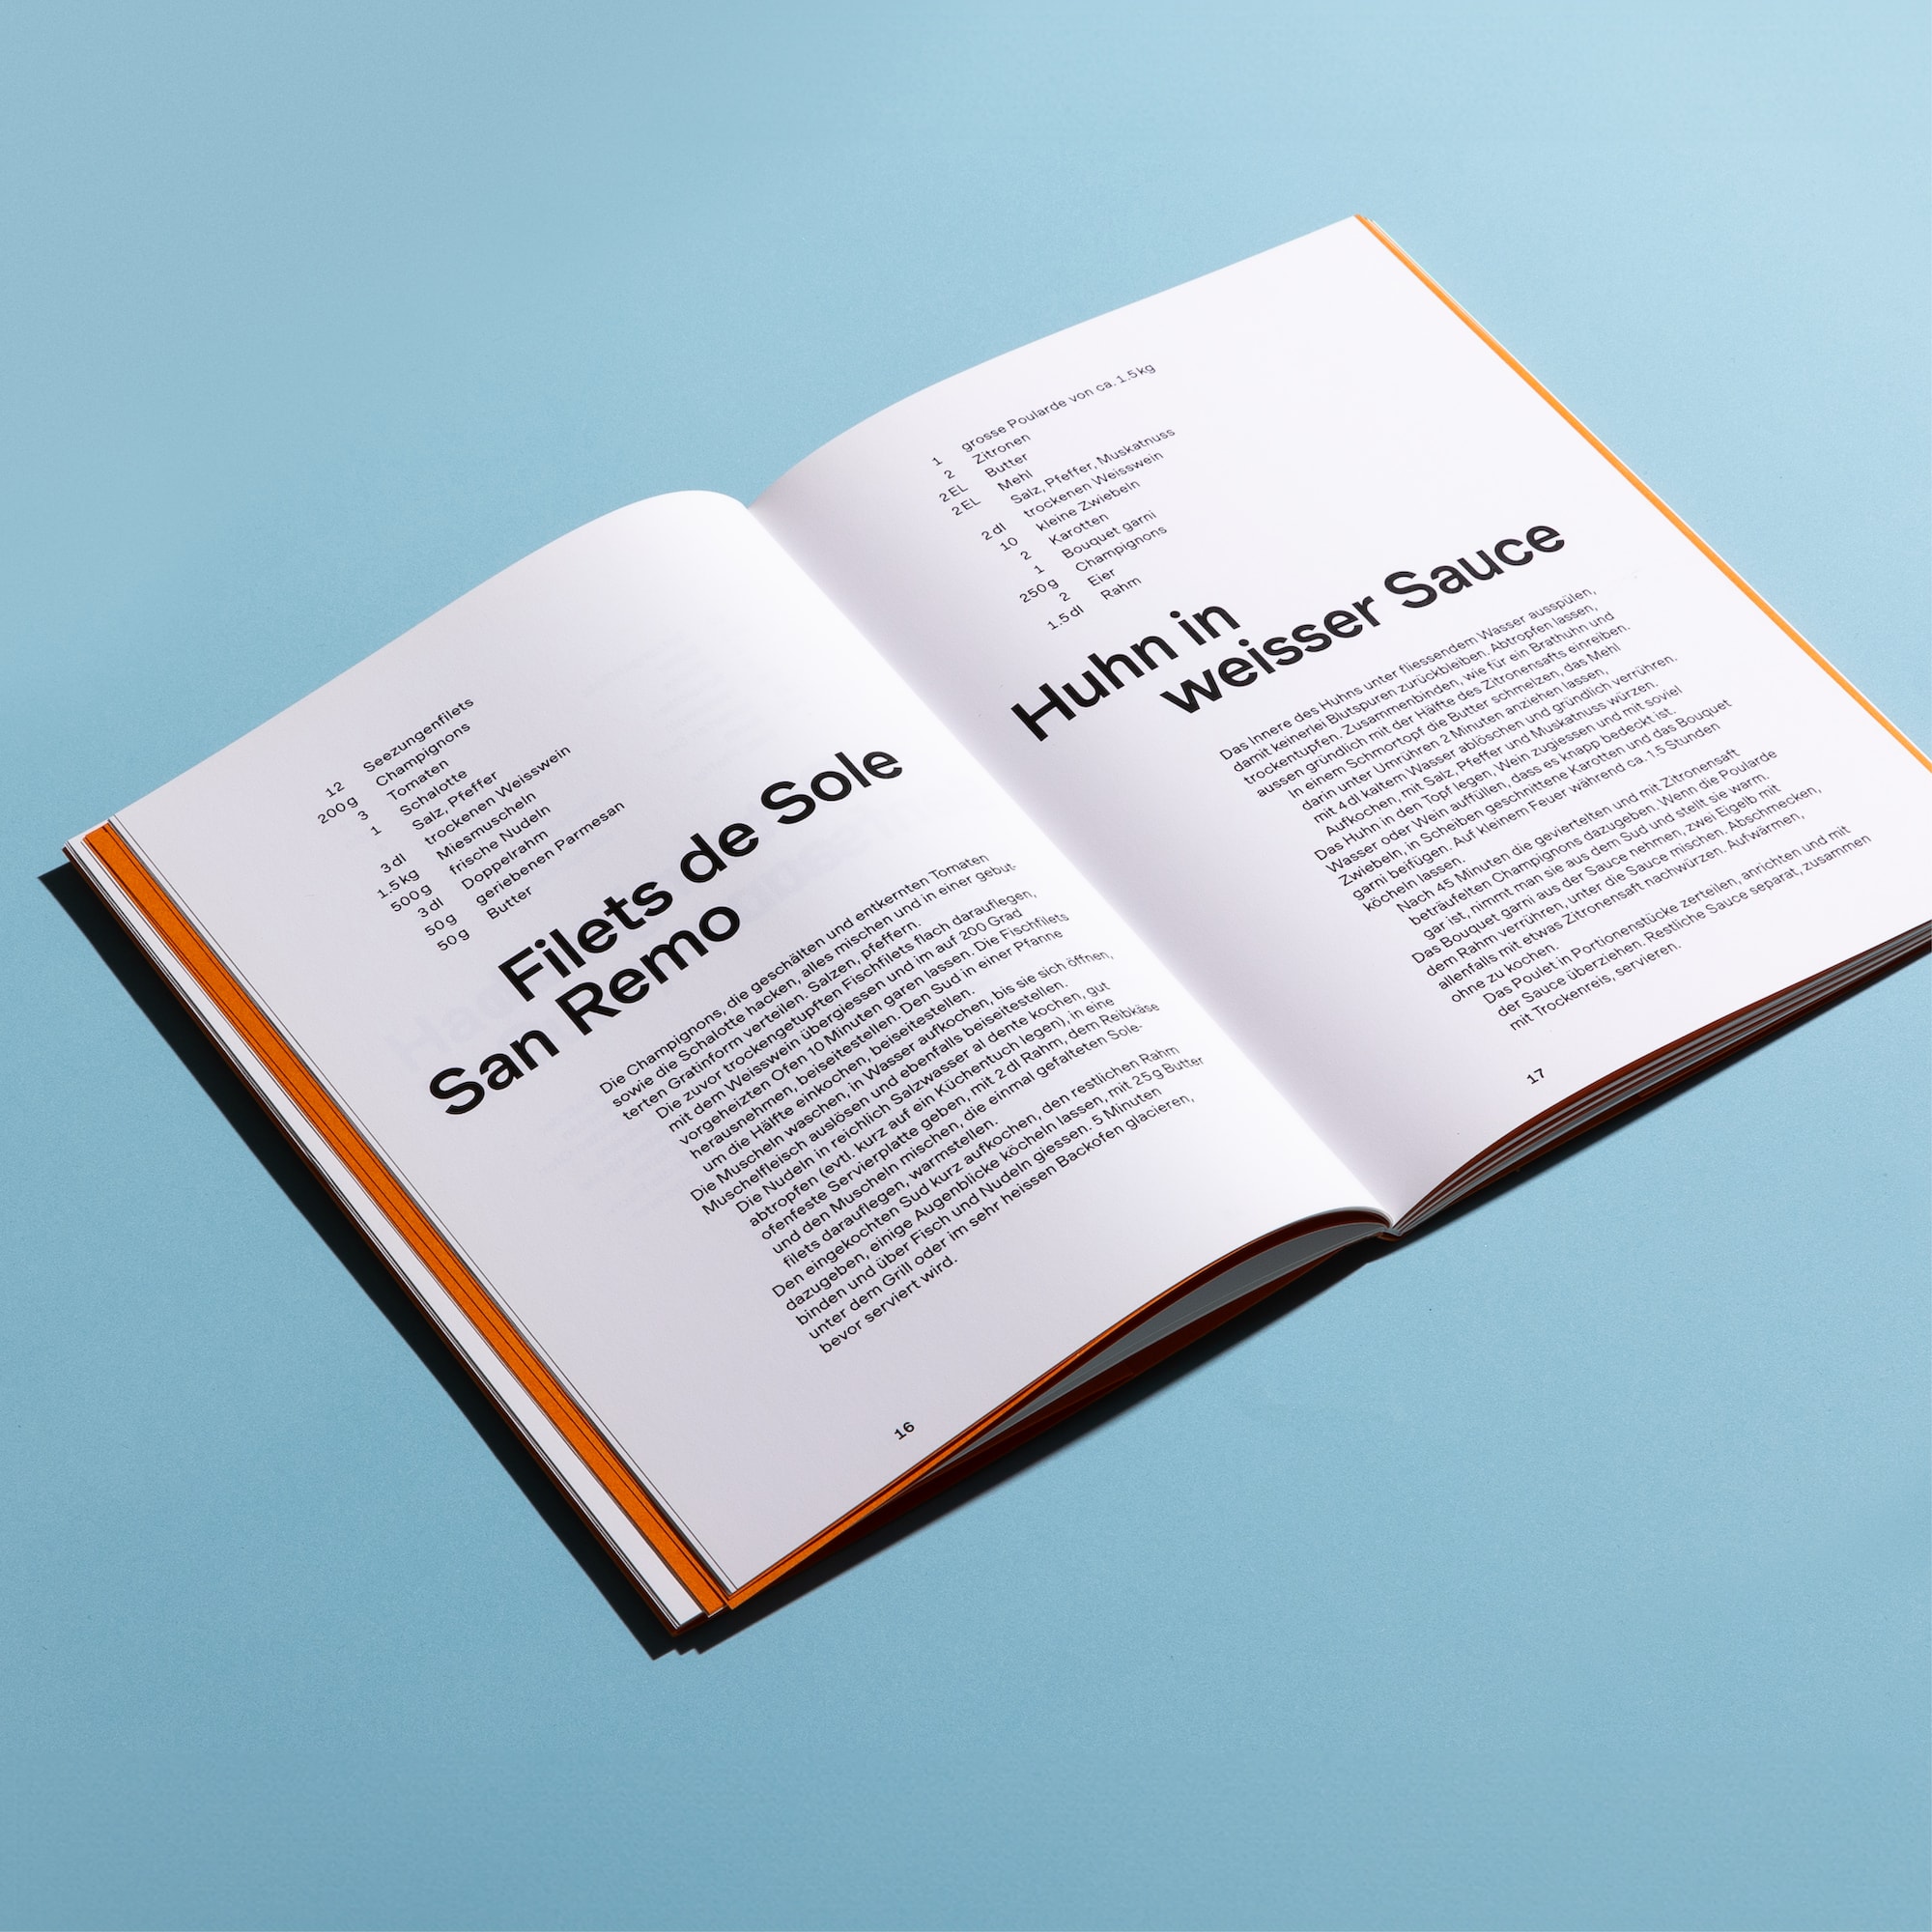 12 Seezungenfilets
200 g Champignons
3 Tomaten
1 Schalotte
Salz, Pfeffer
3 dl trockenen Weisswein
1.5 kg Miesmuscheln
500 g frische Nudeln
3 dl Doppelrahm
50 g geriebenen Parmesan
50 g Butter
Filets de Sole
San Remo
Die Champignons, die geschälten und entkernten Tomaten
sowie die Schalotte hacken, alles mischen und in einer gebut-
terten Gratinform verteilen. Salzen, pfeffern.
Die zuvor trockengetupften Fischfilets flach darauflegen,
mit dem Weisswein übergiessen und im auf 200 Grad
vorgeheizten Ofen 10 Minuten garen lassen. Die Fischfilets
herausnehmen, beiseitestellen. Den Sud in einer Pfanne
um die Hälfte einkochen, beiseitestellen.
Die Muscheln waschen, in Wasser aufkochen, bis sie sich öffnen,
Muschelfleisch auslösen und ebenfalls beiseitestellen.
Die Nudeln in reichlich Salzwasser al dente kochen, gut
abtropfen (evtl. kurz auf ein Küchentuch legen), in eine
ofenfeste Servierplatte geben, mit 2 dl Rahm, dem Reibkäse
und den Muscheln mischen, die einmal gefalteten Sole-
filets darauflegen, warmstellen.
Den eingekochten Sud kurz aufkochen, den restlichen Rahm
dazugeben, einige Augenblicke köcheln lassen, mit 25 g Butter
binden und über Fisch und Nudeln giessen. 5 Minuten
unter dem Grill oder im sehr heissen Backofen glacieren,
bevor serviert wird.
16
1 grosse Poularde von ca. 1.5 kg
2 Zitronen
2 EL Butter
2 EL Mehl
Salz, Pfeffer, Muskatnuss
2 dl trockenen Weisswein
10 kleine Zwiebeln
2 Karotten
1 Bouquet garni
250 g Champignons
2 Eier
1.5 dl Rahm
Huhn in
weisser Sauce
Das Innere des Huhns unter fliessendem Wasser ausspülen,
damit keinerlei Blutspuren zurückbleiben. Abtropfen lassen,
trockentupfen. Zusammenbinden, wie für ein Brathuhn und
aussen gründlich mit der Hälfte des Zitronensafts einreiben.
In einem Schmortopf die Butter schmelzen, das Mehl
darin unter Umrühren 2 Minuten anziehen lassen,
mit 4 dl kaltem Wasser ablöschen und gründlich verrühren.
Aufkochen, mit Salz, Pfeffer und Muskatnuss würzen.
Das Huhn in den Topf legen, Wein zugiessen und mit soviel
Wasser oder Wein auffüllen, dass es knapp bedeckt ist.
Zwiebeln, in Scheiben geschnittene Karotten und das Bouquet
garni beifügen. Auf kleinem Feuer während ca. 1.5 Stunden
köcheln lassen.
Nach 45 Minuten die geviertelten und mit Zitronensaft
beträufelten Champignons dazugeben. Wenn die Poularde
gar ist, nimmt man sie aus dem Sud und stellt sie warm.
Das Bouquet garni aus der Sauce nehmen, zwei Eigelb mit
dem Rahm verrühren, unter die Sauce mischen. Abschmecken,
allenfalls mit etwas Zitronensaft nachwürzen. Aufwärmen,
ohne zu kochen.
Das Poulet in Portionenstücke zerteilen, anrichten und mit
der Sauce überziehen. Restliche Sauce separat, zusammen
mit Trockenreis, servieren.
17